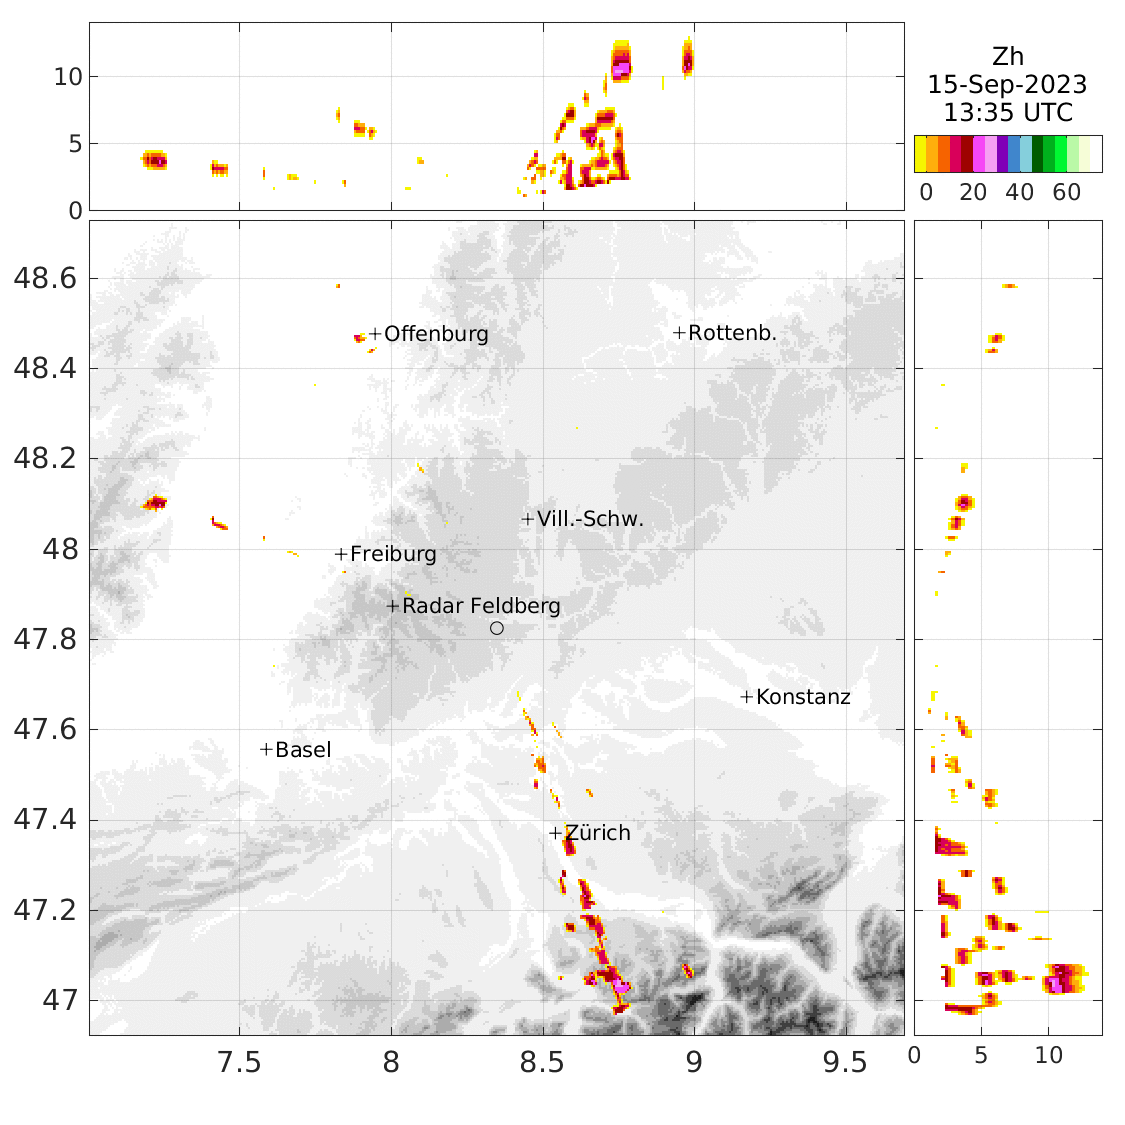 Zh
15-Sep-2023
13:35 UTC
0 20 40 60
10
5
0
48.6
48.4
48.2
48
47.8
47.6
47.4
47.2
47
Offenburg
Rottenb.
Vill.-Schw.
Freiburg
Radar Feldberg
Konstanz
Basel
Zürich
7.5 8 8.5 9 9.5
0 5 10